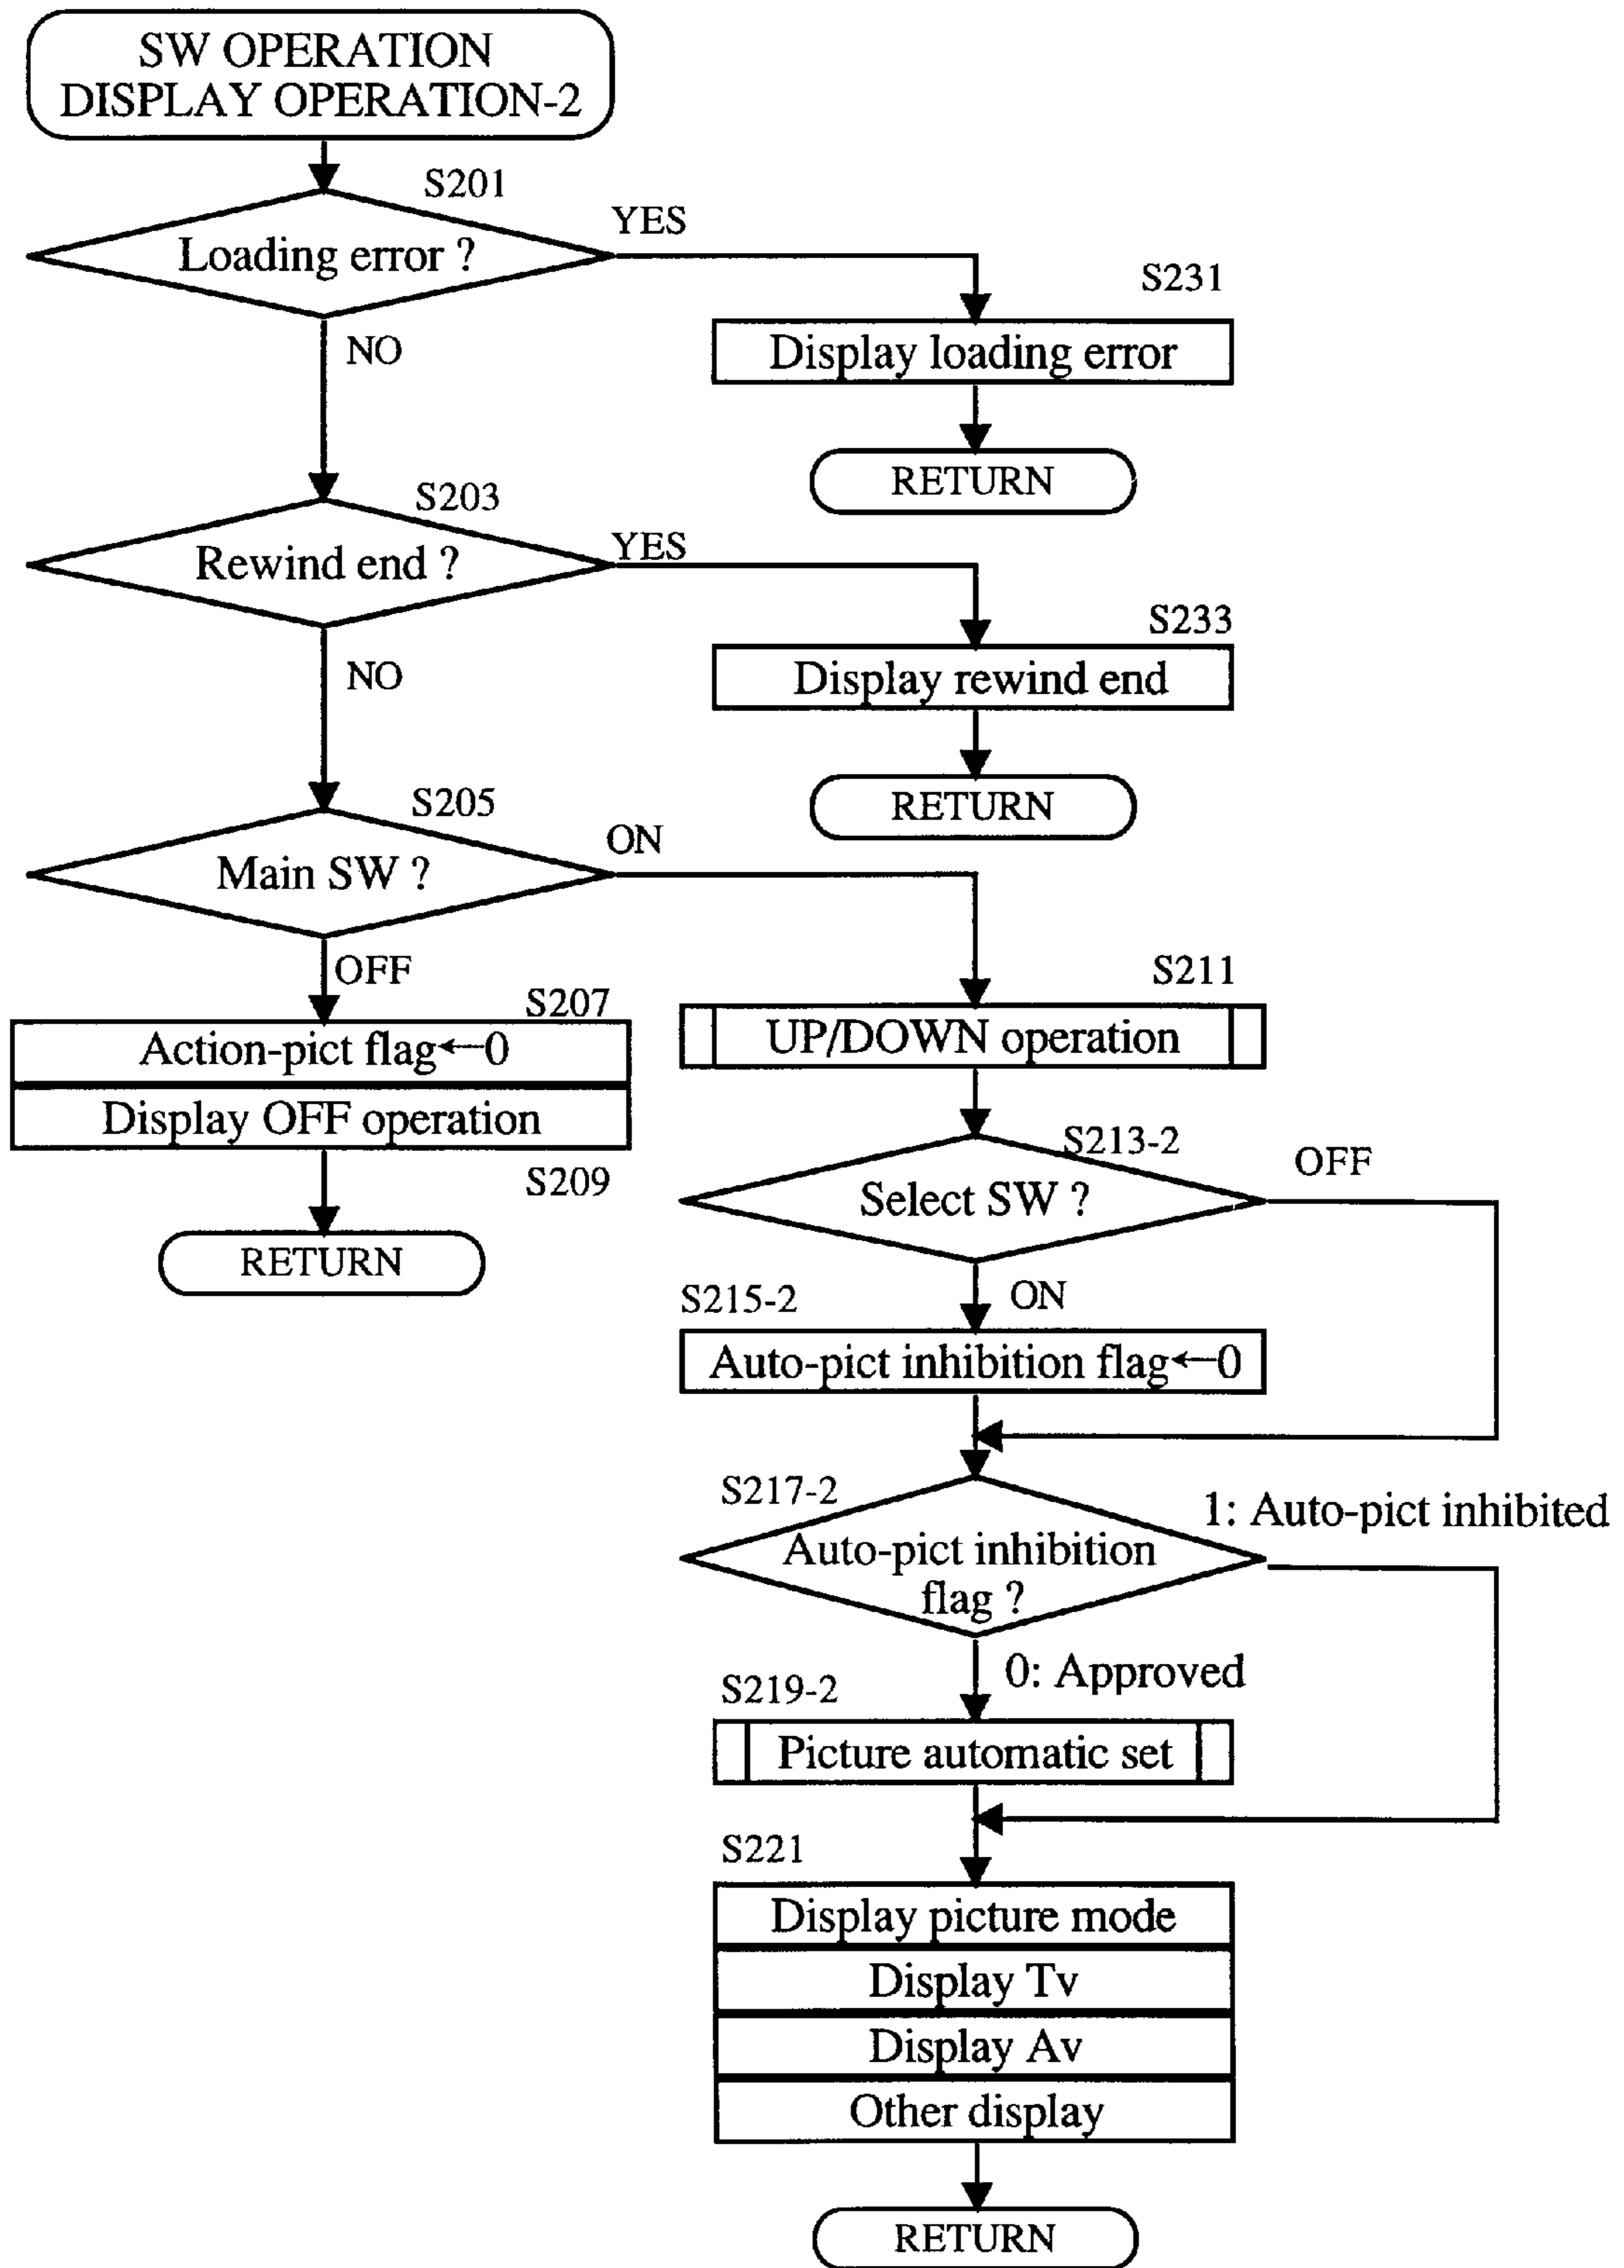 SW OPERATION
DISPLAY OPERATION-2
S201
Loading error ?
YES
NO
S231
Display loading error
RETURN
S203
Rewind end ?
YES
NO
S233
Display rewind end
RETURN
S205
Main SW ?
ON
OFF
S207
Action-pict flag←0
Display OFF operation
S209
RETURN
S211
UP/DOWN operation
S213-2
Select SW ?
OFF
ON
S215-2
Auto-pict inhibition flag←0
S217-2
Auto-pict inhibition
flag ?
1: Auto-pict inhibited
0: Approved
S219-2
Picture automatic set
S221
Display picture mode
Display Tv
Display Av
Other display
RETURN